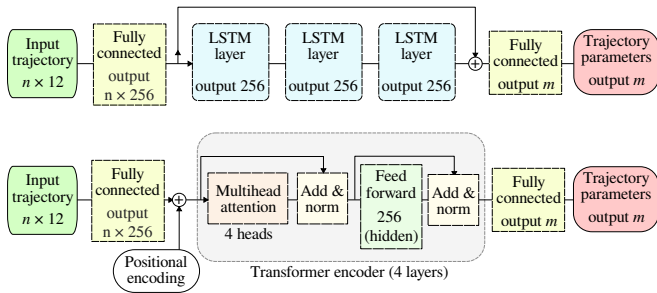 Input
trajectory
n × 12
Fully
connected
output
n × 256
LSTM
layer
output 256
LSTM
layer
output 256
LSTM
layer
output 256
Fully
connected
output m
Trajectory
parameters
output m
Input
trajectory
n × 12
Fully
connected
output
n × 256
Positional
encoding
Multihead
attention
4 heads
Add &
norm
Feed
forward
256
(hidden)
Add &
norm
Transformer encoder (4 layers)
Fully
connected
output m
Trajectory
parameters
output m